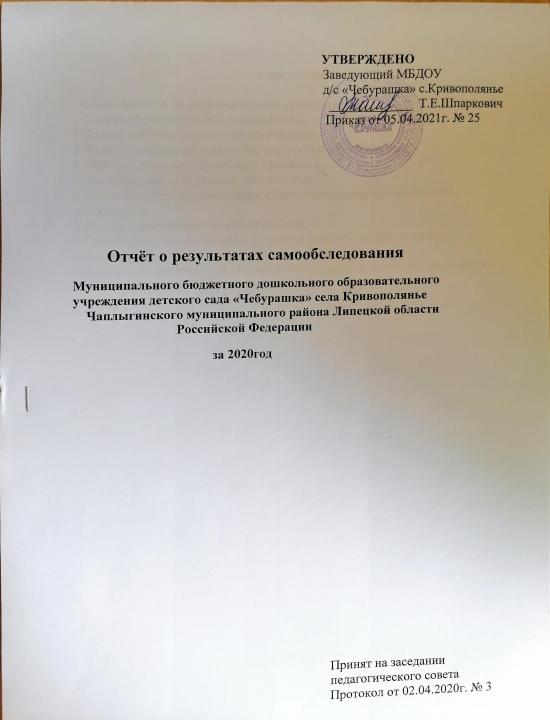 УТВЕРЖДЕНО
Заведующий МБДОУ
д/с «Чебурашка» с.Кривополянье
Т.Е.Шпаркович
Приказ от 05.04.2021г. № 25
Отчёт о результатах самообследования
Муниципального бюджетного дошкольного образовательного
учреждения детского сада «Чебурашка» села Кривополянье
Чаплыгинского муниципального района Липецкой области
Российской Федерации
за 2020год
Принят на заседании
педагогического совета
Протокол от 02.04.2020г. № 3